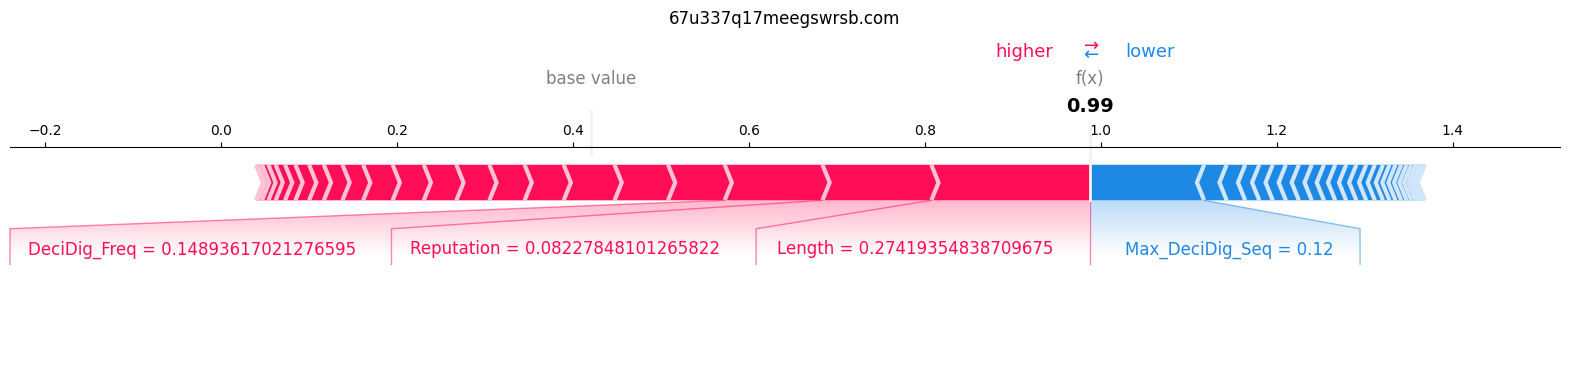 67u337q17meegswrsb.com
higher ⇄ lower
base value f(x)
0.99
−0.2 0.0 0.2 0.4 0.6 0.8 1.0 1.2 1.4
DeciDig_Freq = 0.14893617021276595 Reputation = 0.08227848101265822 Length = 0.27419354838709675 Max_DeciDig_Seq = 0.12